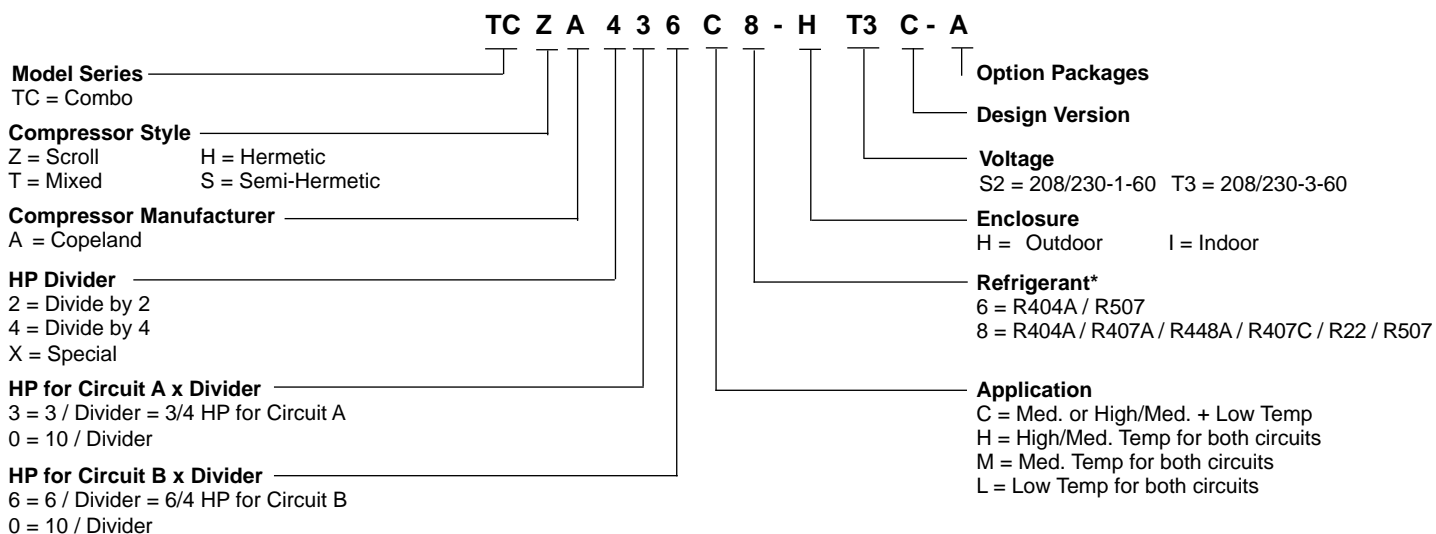 TC Z A 4 3 6 C 8 - H T3 C - A
Model Series
TC = Combo
Compressor Style
Z = Scroll H = Hermetic
T = Mixed S = Semi-Hermetic
Compressor Manufacturer
A = Copeland
HP Divider
2 = Divide by 2
4 = Divide by 4
X = Special
HP for Circuit A x Divider
3 = 3 / Divider = 3/4 HP for Circuit A
0 = 10 / Divider
HP for Circuit B x Divider
6 = 6 / Divider = 6/4 HP for Circuit B
0 = 10 / Divider
Option Packages
Design Version
Voltage
S2 = 208/230-1-60 T3 = 208/230-3-60
Enclosure
H = Outdoor I = Indoor
Refrigerant*
6 = R404A / R507
8 = R404A / R407A / R448A / R407C / R22 / R507
Application
C = Med. or High/Med. + Low Temp
H = High/Med. Temp for both circuits
M = Med. Temp for both circuits
L = Low Temp for both circuits